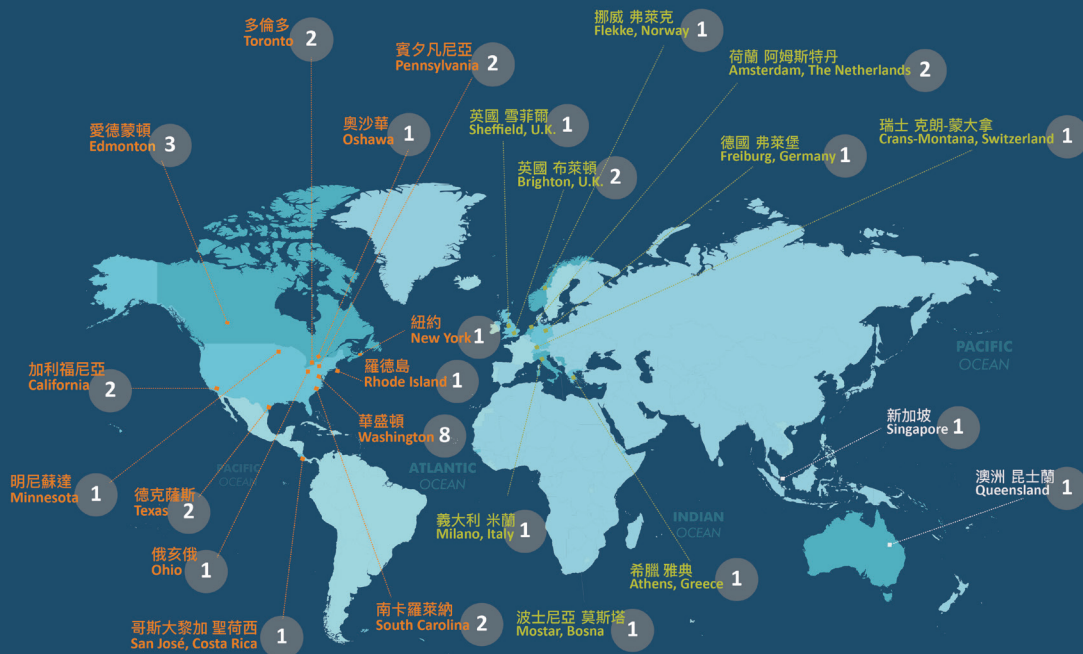 多倫多
Toronto
2
賓夕凡尼亞
Pennsylvania
2
挪威 弗萊克
Flekke, Norway
1
荷蘭 阿姆斯特丹
Amsterdam, The Netherlands
2
愛德蒙頓
Edmonton
3
奧沙華
Oshawa
1
英國 雪菲爾
Sheffield, U.K.
1
英國 布萊頓
Brighton, U.K.
2
德國 弗萊堡
Freiburg, Germany
1
瑞士 克朗-蒙大拿
Crans-Montana, Switzerland
1
紐約
New York
1
羅德島
Rhode Island
1
華盛頓
Washington
8
加利福尼亞
California
2
PACIFIC
OCEAN
新加坡
Singapore
1
澳洲 昆士蘭
Queensland
1
PACIFIC
OCEAN
ATLANTIC
OCEAN
INDIAN
OCEAN
明尼蘇達
Minnesota
1
德克薩斯
Texas
2
俄亥俄
Ohio
1
義大利 米蘭
Milano, Italy
1
希臘 雅典
Athens, Greece
1
哥斯大黎加 聖荷西
San José, Costa Rica
1
南卡羅萊納
South Carolina
2
波士尼亞 莫斯塔
Mostar, Bosna
1